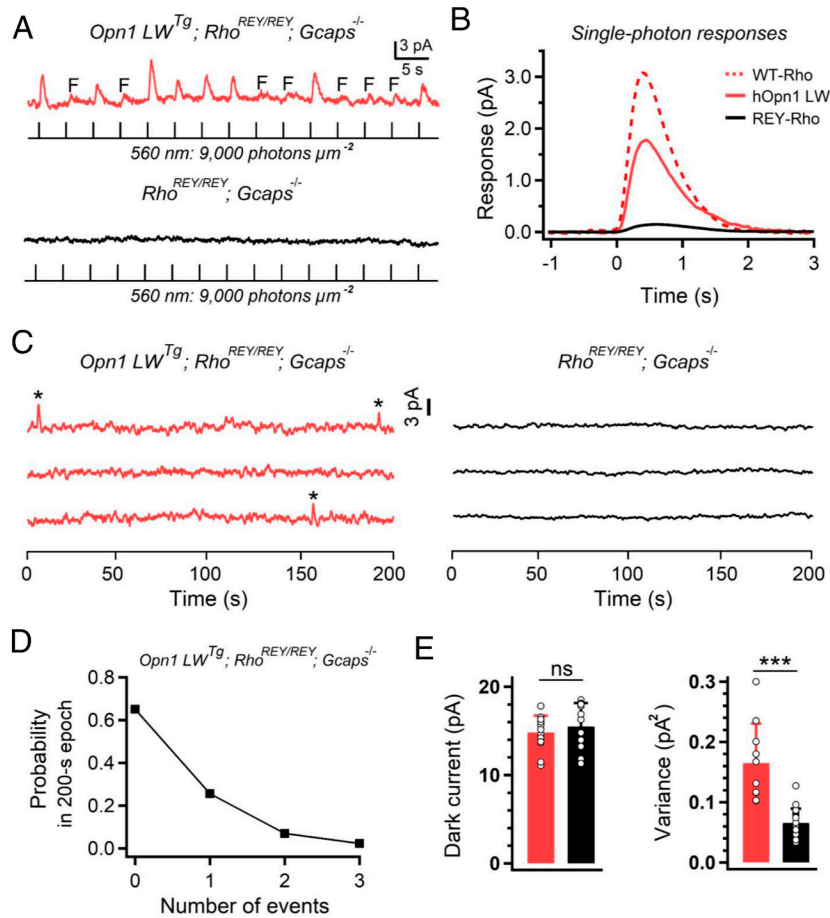 A
Opn1 LW^Tg; Rho^REY/REY; Gcaps^-/-
3 pA
5 s
F F F F F F F
560 nm: 9,000 photons µm^-2
Rho^REY/REY; Gcaps^-/-
560 nm: 9,000 photons µm^-2
B
Single-photon responses
WT-Rho
hOpn1 LW
REY-Rho
Response (pA)
3.0
2.0
1.0
0.0
-1 0 1 2 3
Time (s)
C
Opn1 LW^Tg; Rho^REY/REY; Gcaps^-/-
* *
*
0 50 100 150 200
Time (s)
3 pA
Rho^REY/REY; Gcaps^-/-
0 50 100 150 200
Time (s)
D
Opn1 LW^Tg; Rho^REY/REY; Gcaps^-/-
Probability
in 200-s epoch
0.8
0.6
0.4
0.2
0.0
0 1 2 3
Number of events
E
ns
Dark current (pA)
20
15
10
5
0
***
Variance (pA^2)
0.3
0.2
0.1
0.0